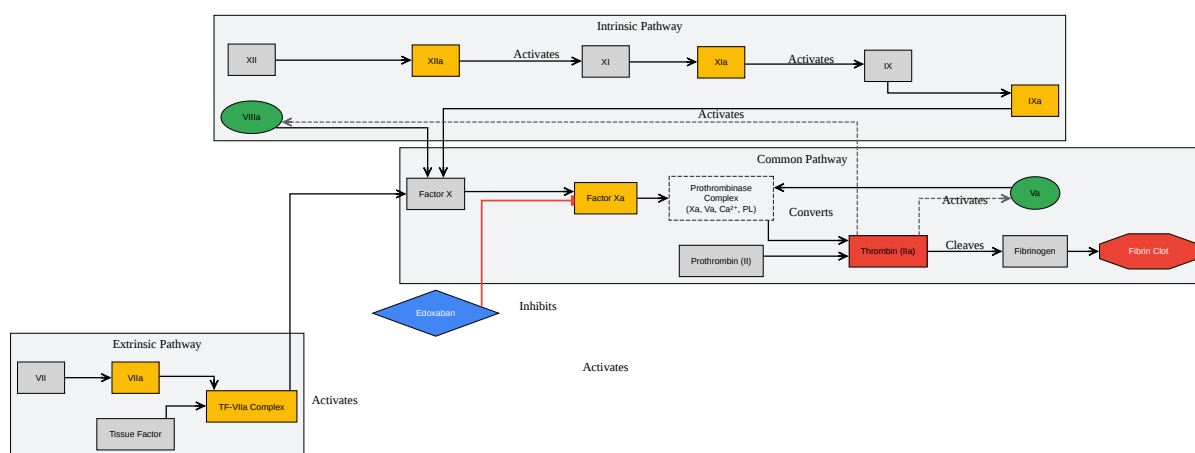 Intrinsic Pathway
XII
XIIa
Activates
XI
XIa
Activates
IX
IXa
VIIIa
Activates
Common Pathway
Factor X
Factor Xa
Prothrombinase
Complex
(Xa, Va, Ca²⁺, PL)
Va
Activates
Converts
Prothrombin (II)
Thrombin (IIa)
Cleaves
Fibrinogen
Fibrin Clot
Edoxaban
Inhibits
Extrinsic Pathway
Activates
VII
VIIa
TF-VIIa Complex
Activates
Tissue Factor